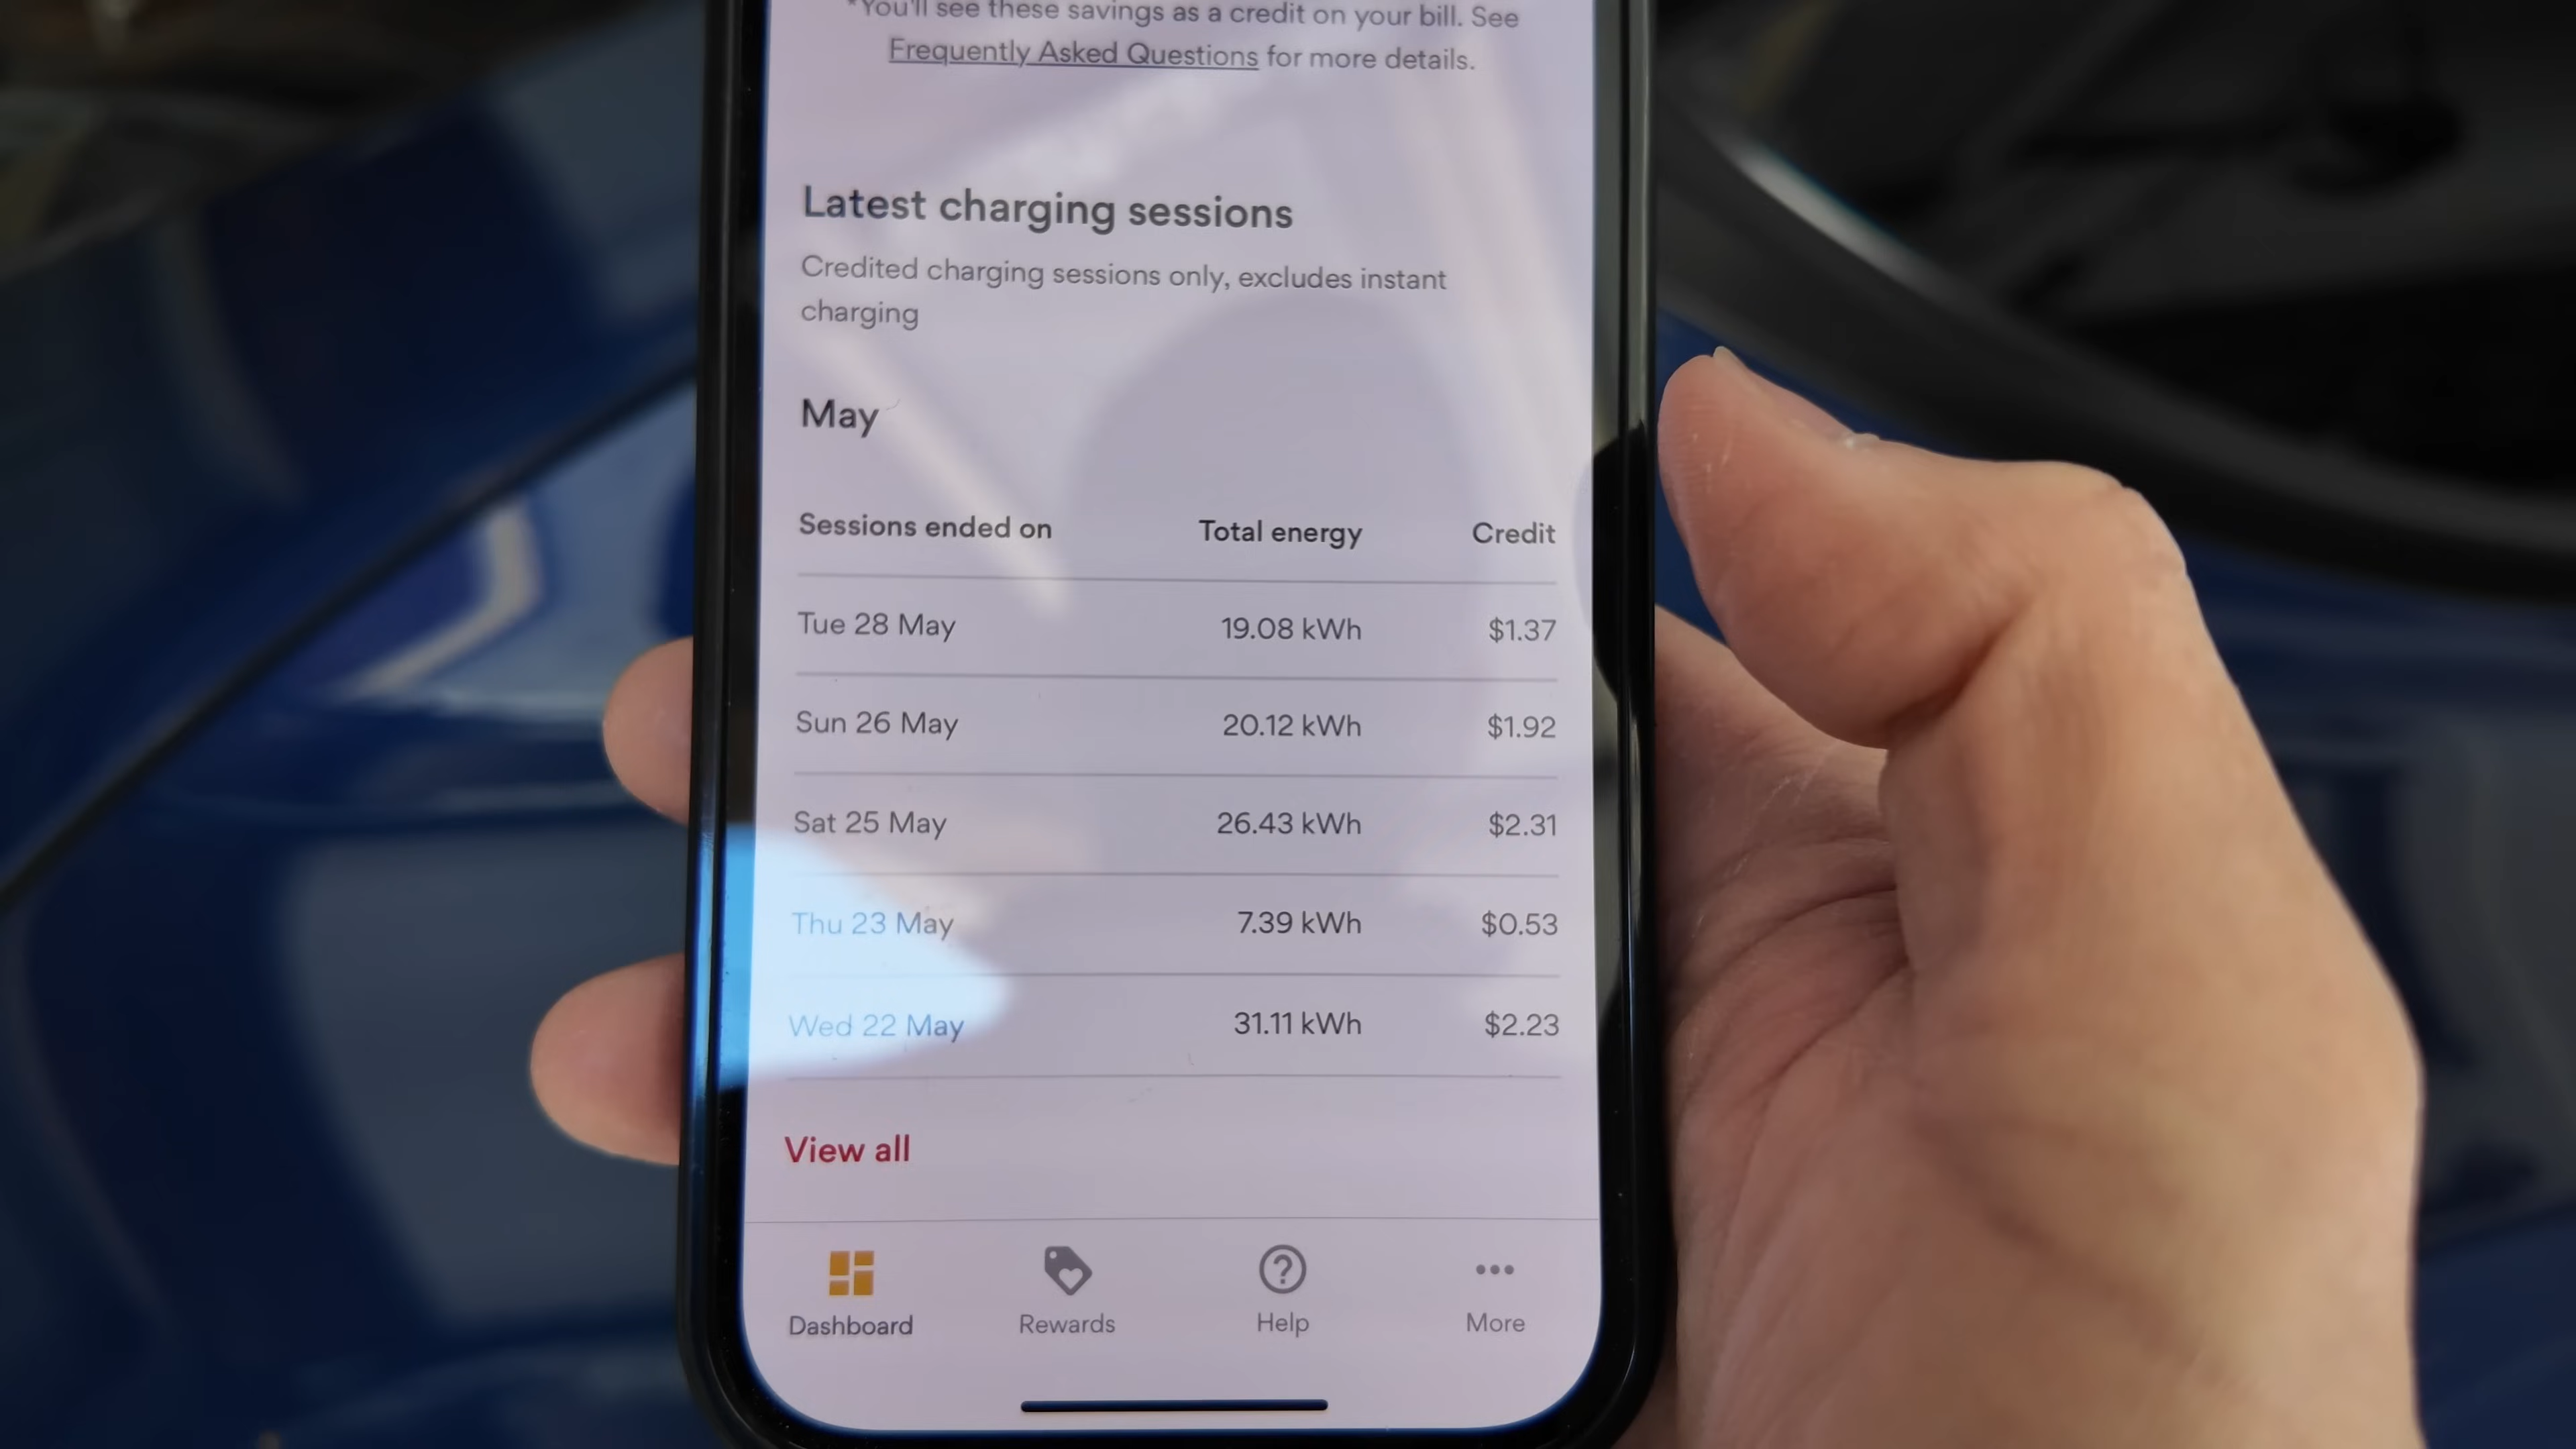 *You'll see these savings as a credit on your bill. See
Frequently Asked Questions for more details.
Latest charging sessions
Credited charging sessions only, excludes instant
charging
May
Sessions ended on Total energy Credit
Tue 28 May 19.08 kWh $1.37
Sun 26 May 20.12 kWh $1.92
Sat 25 May 26.43 kWh $2.31
Thu 23 May 7.39 kWh $0.53
Wed 22 May 31.11 kWh $2.23
View all
Dashboard Rewards Help More